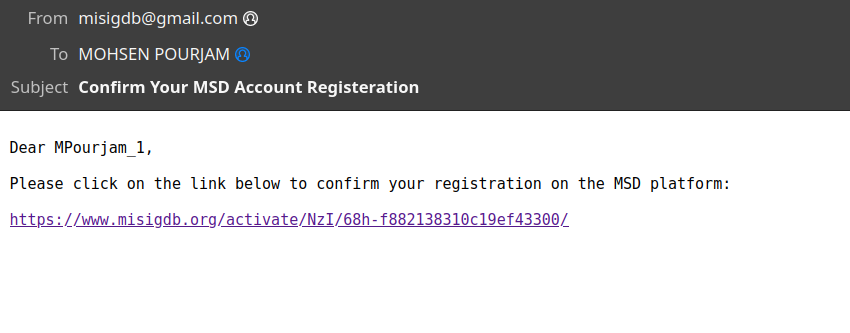 From misigdb@gmail.com
To MOHSEN POURJAM
Subject Confirm Your MSD Account Registeration
Dear MPourjam_1,
Please click on the link below to confirm your registration on the MSD platform:
https://www.misigdb.org/activate/NzI/68h-f882138310c19ef43300/